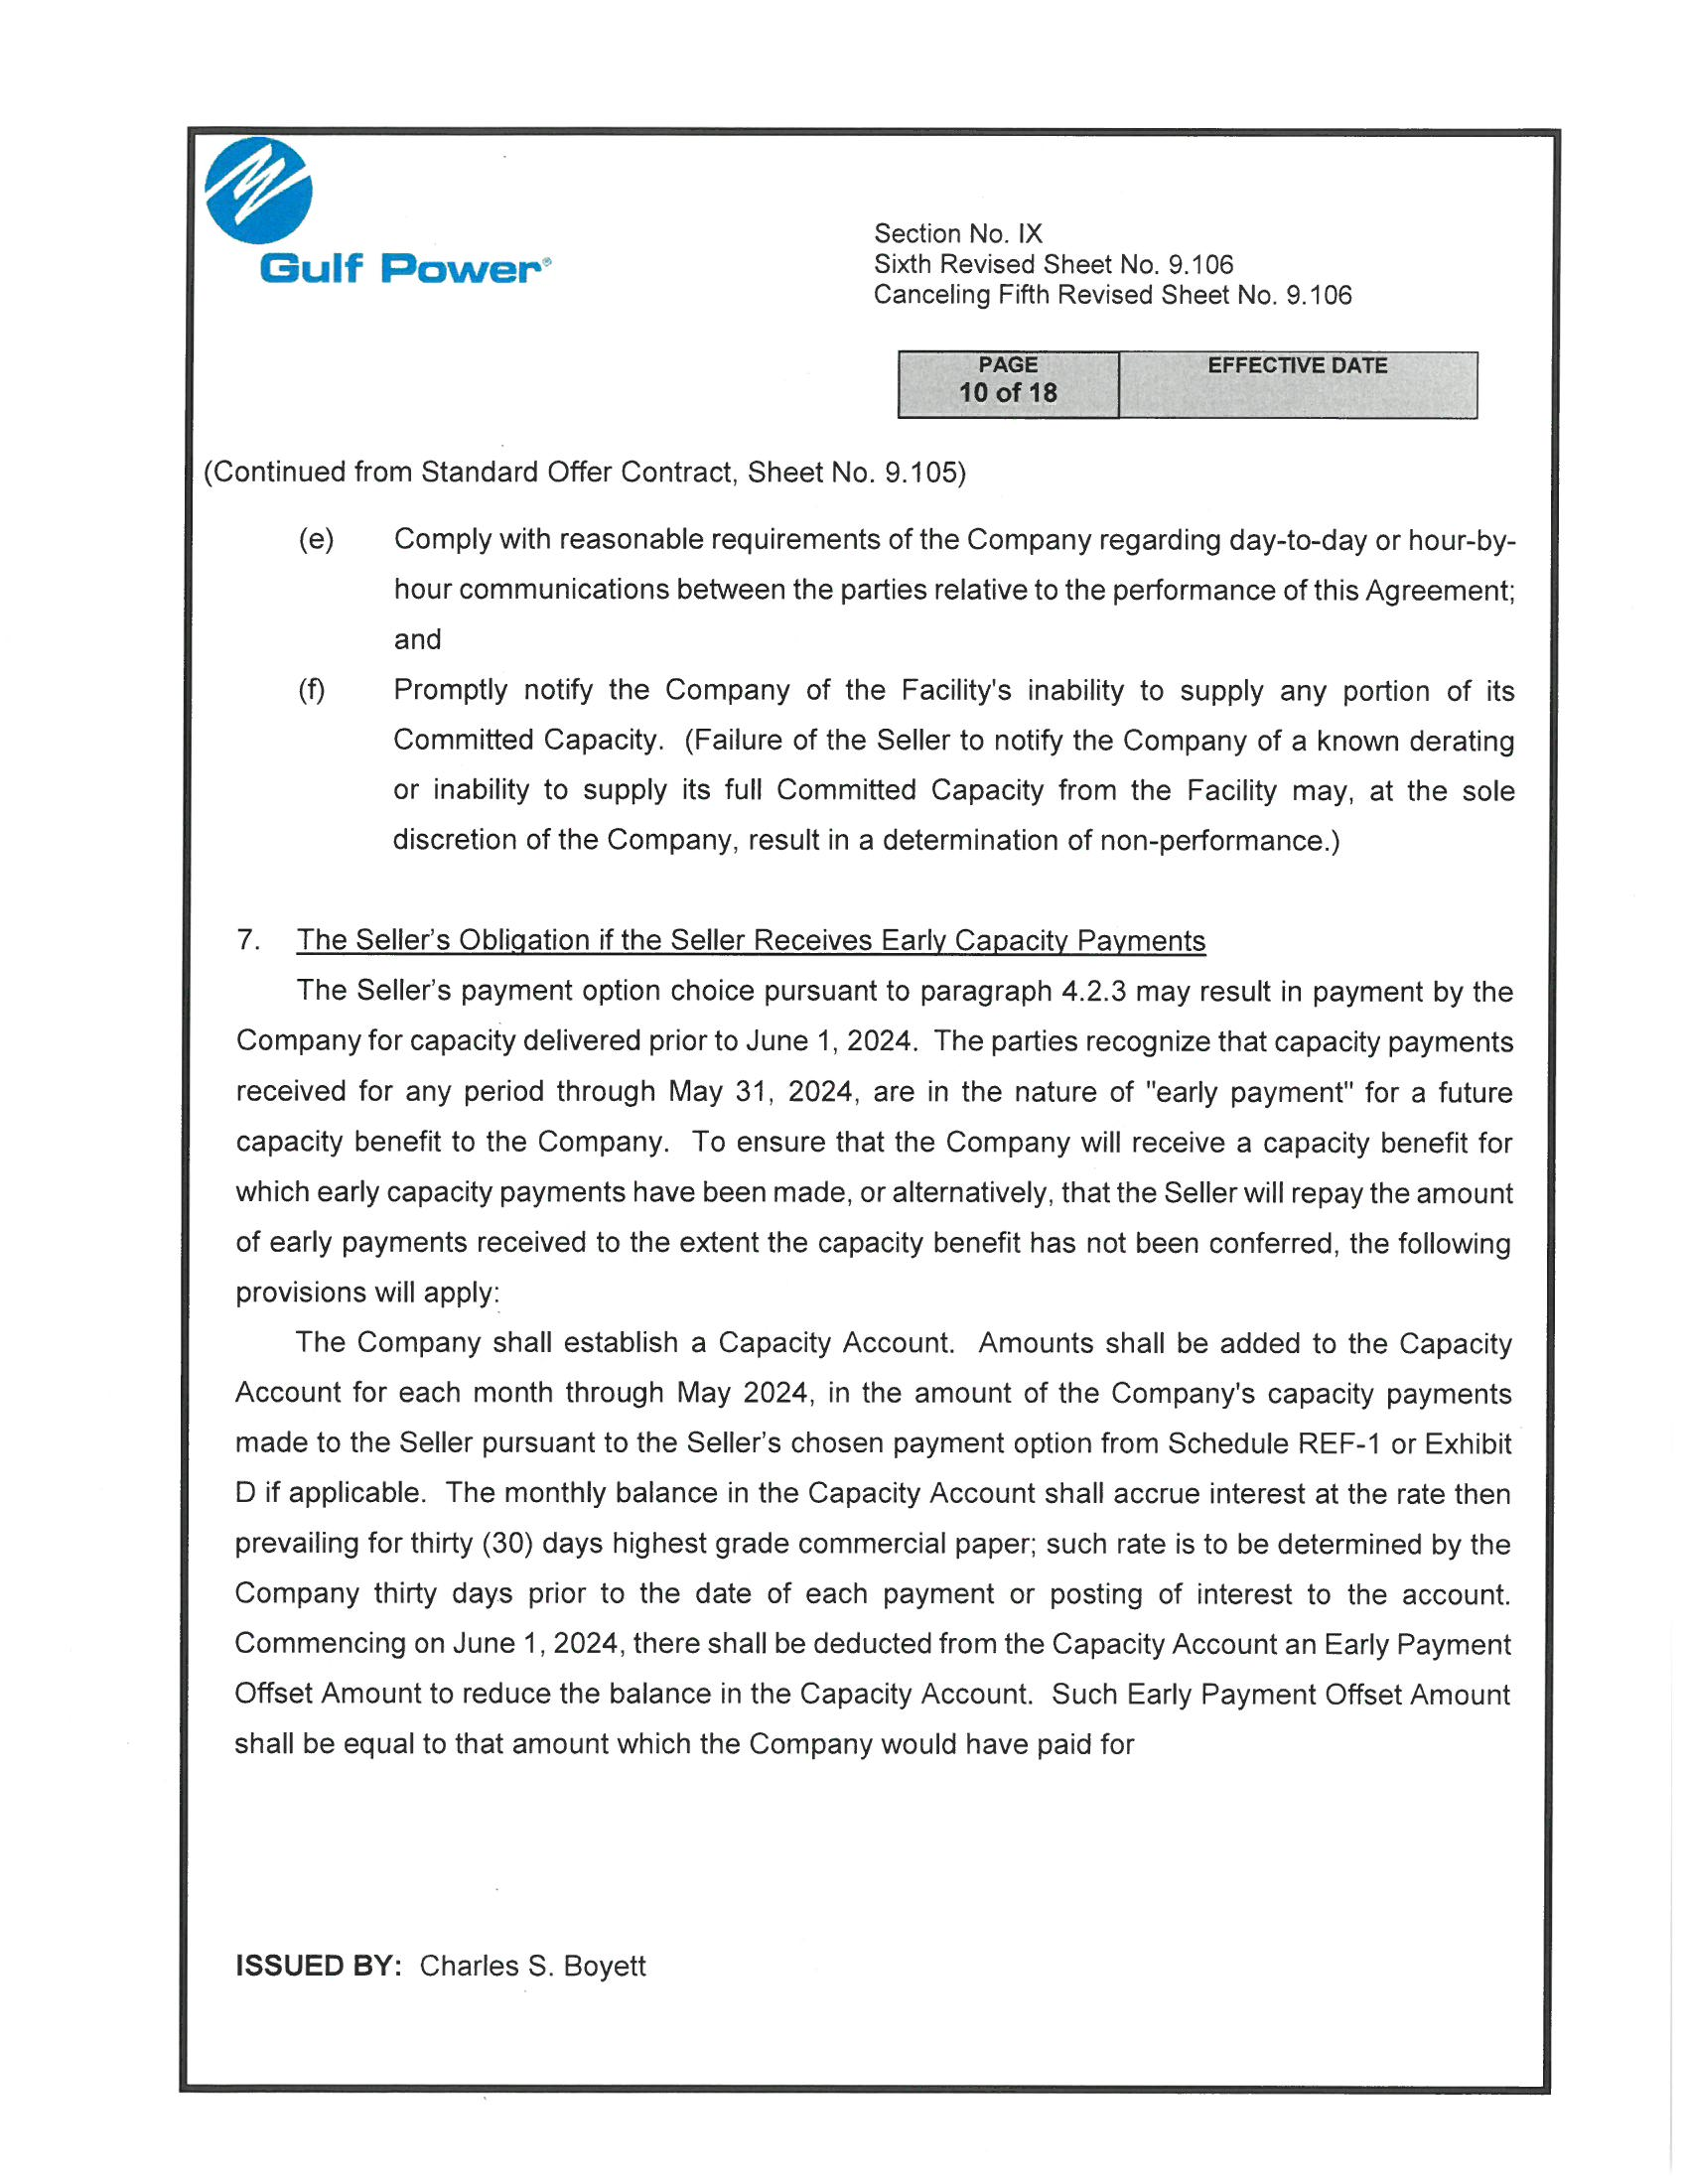 Gulf Power®
Section No. IX
Sixth Revised Sheet No. 9.106
Canceling Fifth Revised Sheet No. 9.106
PAGE
10 of 18
EFFECTIVE DATE
(Continued from Standard Offer Contract, Sheet No. 9.105)
(e) Comply with reasonable requirements of the Company regarding day-to-day or hour-by-
hour communications between the parties relative to the performance of this Agreement;
and
(f) Promptly notify the Company of the Facility's inability to supply any portion of its
Committed Capacity. (Failure of the Seller to notify the Company of a known derating
or inability to supply its full Committed Capacity from the Facility may, at the sole
discretion of the Company, result in a determination of non-performance.)
7. The Seller's Obligation if the Seller Receives Early Capacity Payments
The Seller's payment option choice pursuant to paragraph 4.2.3 may result in payment by the
Company for capacity delivered prior to June 1, 2024. The parties recognize that capacity payments
received for any period through May 31, 2024, are in the nature of "early payment" for a future
capacity benefit to the Company. To ensure that the Company will receive a capacity benefit for
which early capacity payments have been made, or alternatively, that the Seller will repay the amount
of early payments received to the extent the capacity benefit has not been conferred, the following
provisions will apply:
The Company shall establish a Capacity Account. Amounts shall be added to the Capacity
Account for each month through May 2024, in the amount of the Company's capacity payments
made to the Seller pursuant to the Seller's chosen payment option from Schedule REF-1 or Exhibit
D if applicable. The monthly balance in the Capacity Account shall accrue interest at the rate then
prevailing for thirty (30) days highest grade commercial paper; such rate is to be determined by the
Company thirty days prior to the date of each payment or posting of interest to the account.
Commencing on June 1, 2024, there shall be deducted from the Capacity Account an Early Payment
Offset Amount to reduce the balance in the Capacity Account. Such Early Payment Offset Amount
shall be equal to that amount which the Company would have paid for
ISSUED BY: Charles S. Boyett